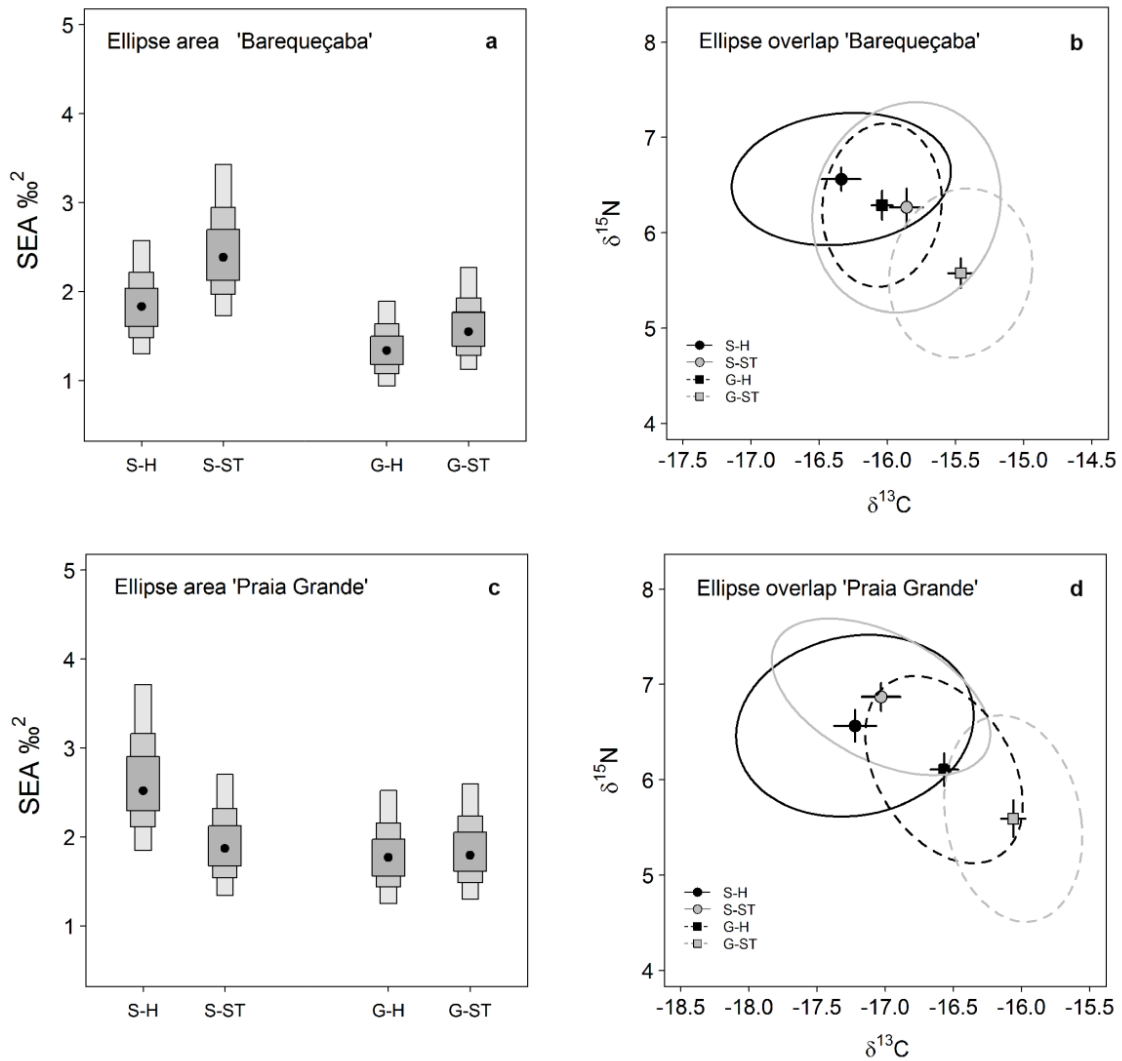 Ellipse area 'Barequeçaba' a
5
4
3
2
1
SEA ‰²
S-H S-ST G-H G-ST
Ellipse overlap 'Barequeçaba' b
8
7
6
5
4
δ¹⁵N
S-H
S-ST
G-H
G-ST
-17.5 -17.0 -16.5 -16.0 -15.5 -15.0 -14.5
δ¹³C
Ellipse area 'Praia Grande' c
5
4
3
2
1
SEA ‰²
S-H S-ST G-H G-ST
Ellipse overlap 'Praia Grande' d
8
7
6
5
4
δ¹⁵N
S-H
S-ST
G-H
G-ST
-18.5 -18.0 -17.5 -17.0 -16.5 -16.0 -15.5
δ¹³C